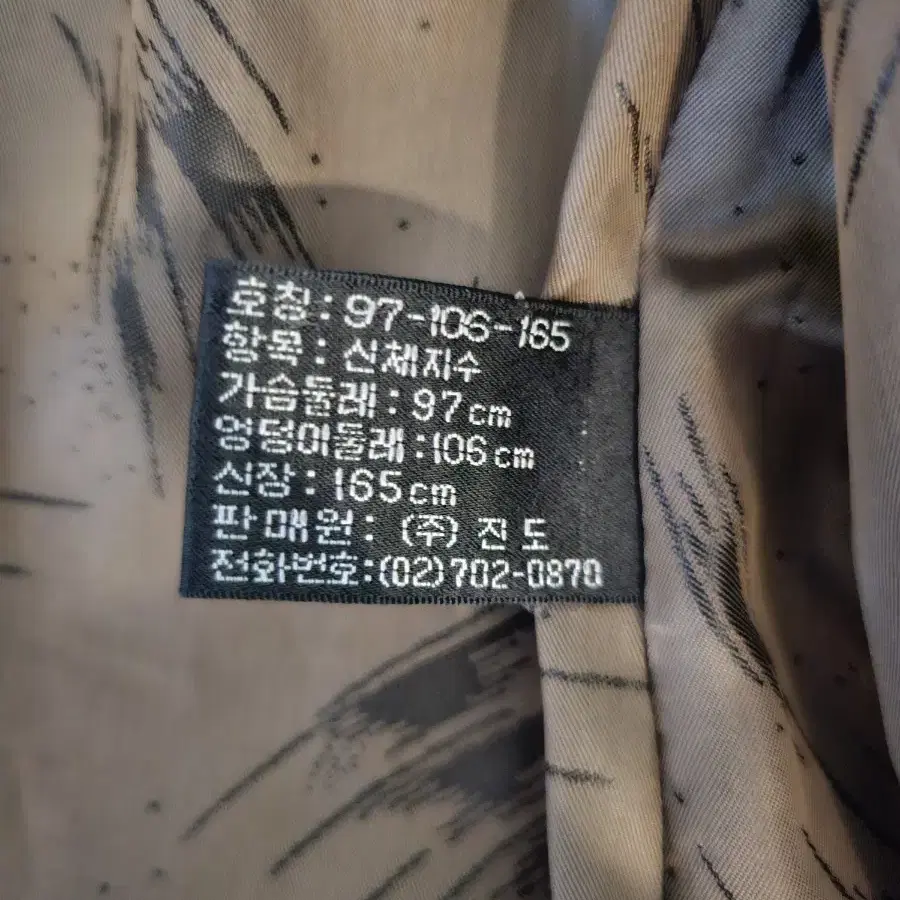 호칭: 97-106-165
항목: 신체지수
가슴둘레: 97cm
엉덩이둘레:106cm
신장: 165cm
판매원: (주) 진도
전화번호:(02)702-0870